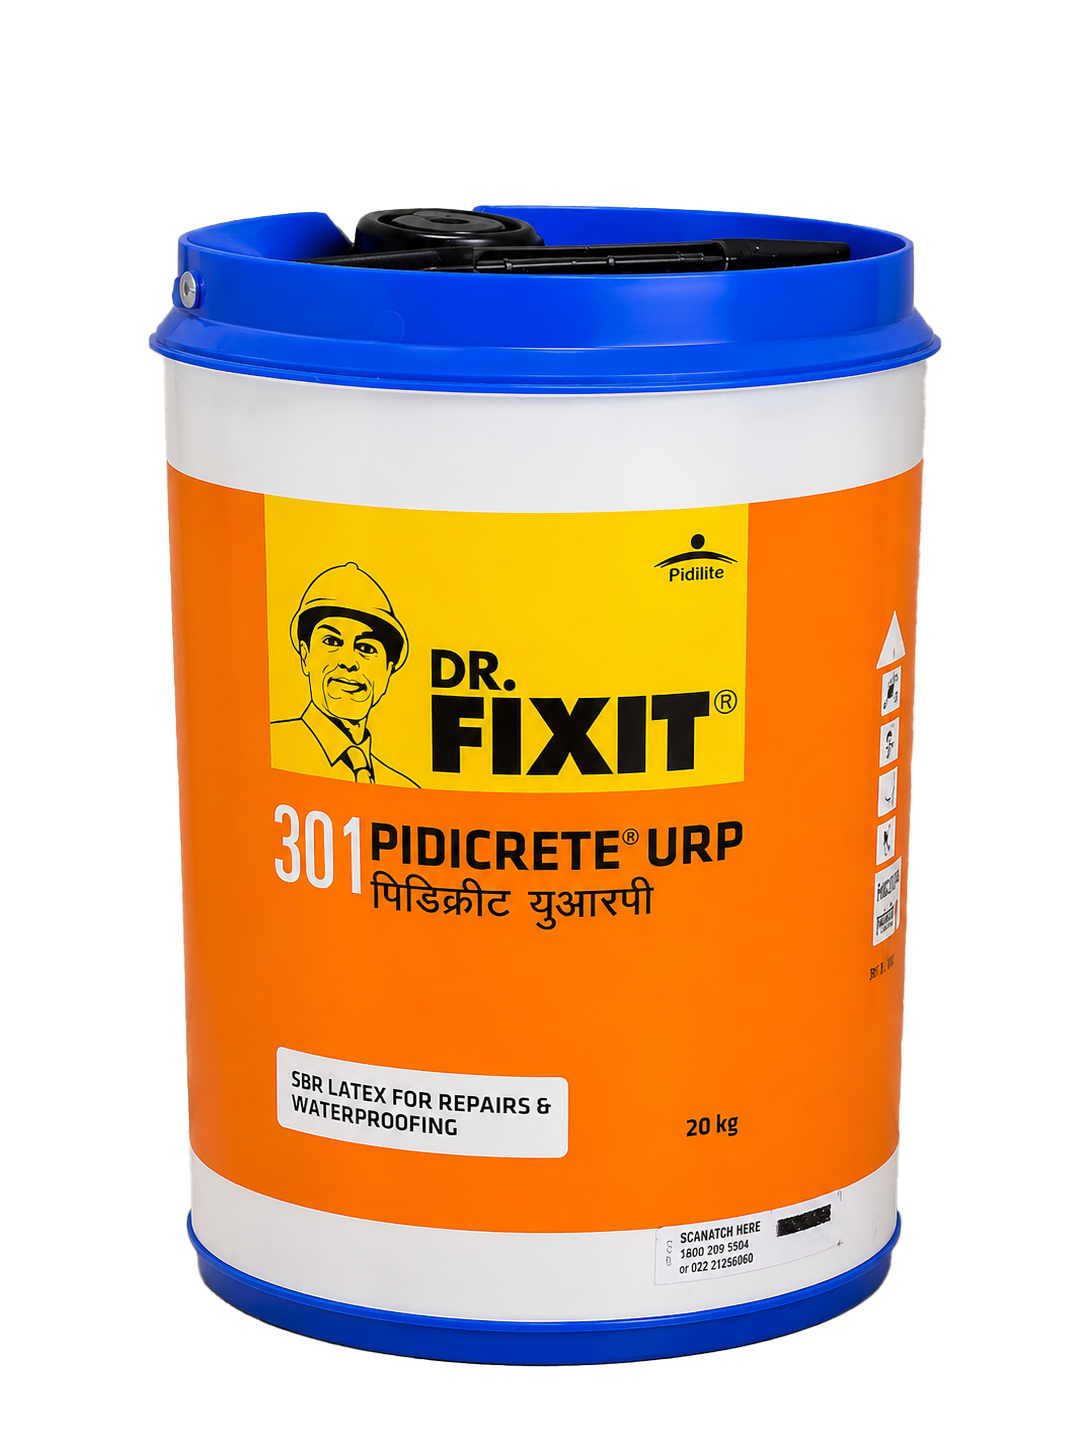 Pidilite
DR.
FIXIT®
301 PIDICRETE® URP
पिडिक्रीट युआरपी
SBR LATEX FOR REPAIRS &
WATERPROOFING
20 kg
SCANATCH HERE
1800 209 5504
or 022 21256060